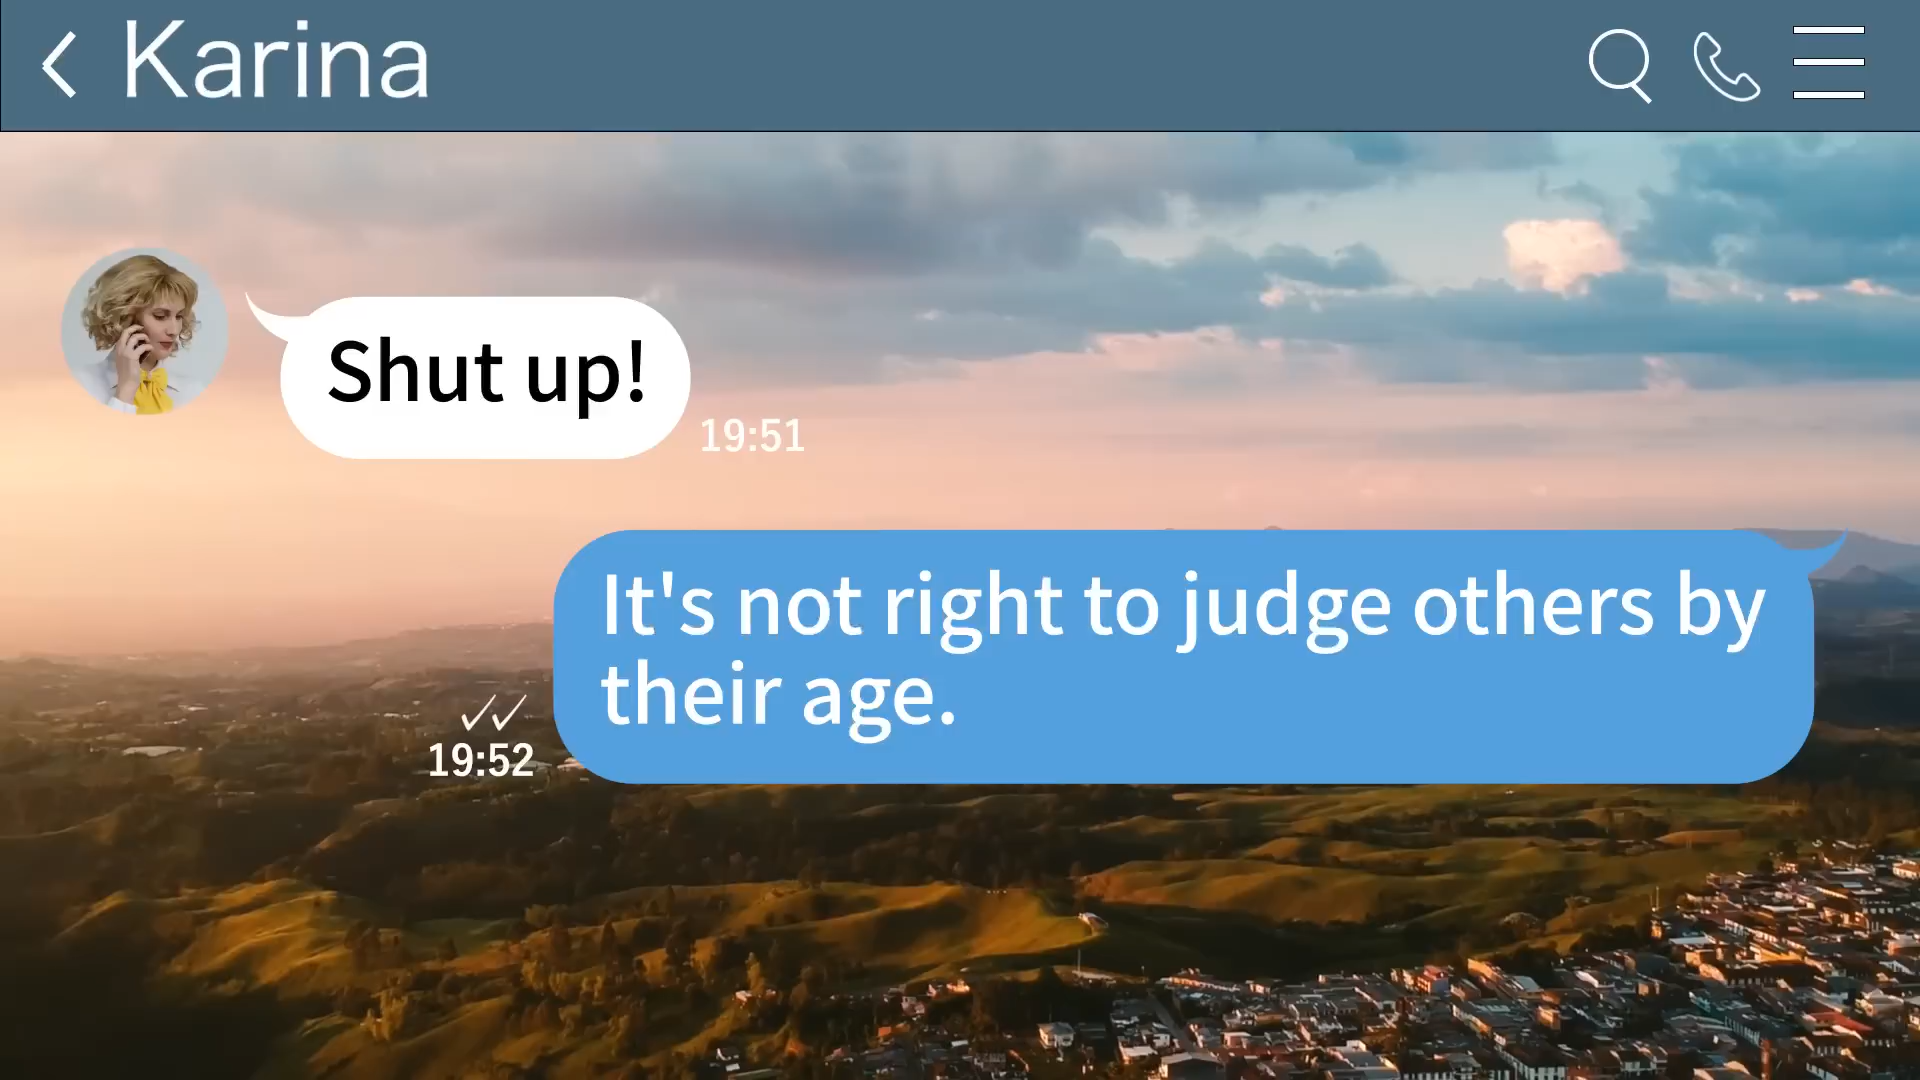 Karina
Shut up!
19:51
It's not right to judge others by
their age.
19:52